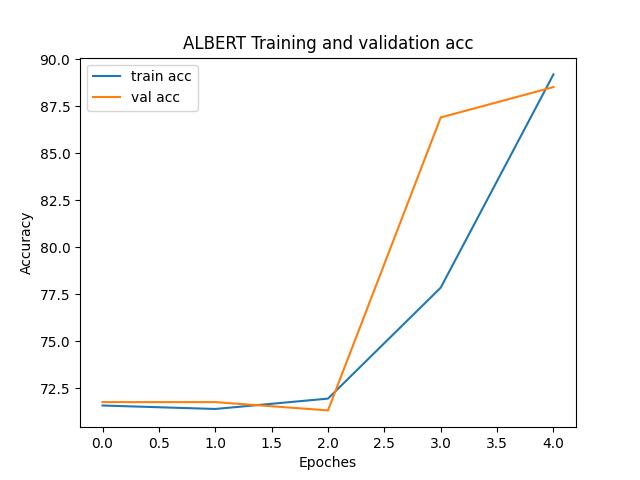 ALBERT Training and validation acc
train acc
val acc
90.0
87.5
85.0
82.5
80.0
77.5
75.0
72.5
Accuracy
0.0 0.5 1.0 1.5 2.0 2.5 3.0 3.5 4.0
Epoches